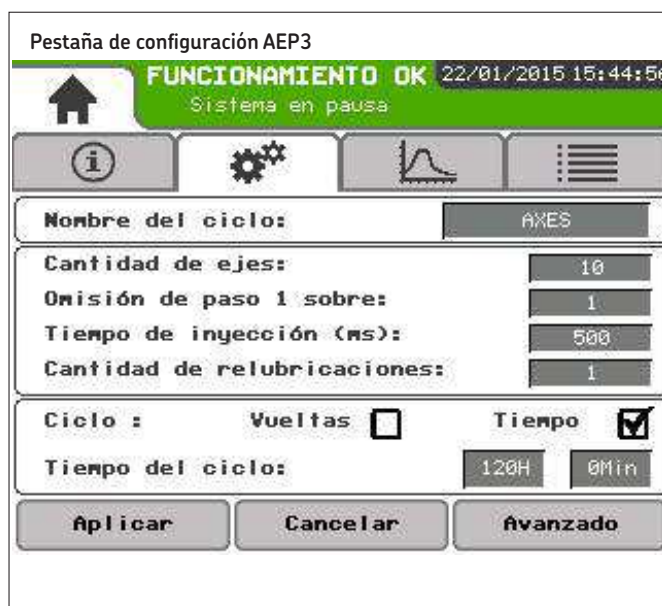 Pestaña de configuración AEP3
FUNCIONAMIENTO OK 22/01/2015 15:44:56
Sistema en pausa
Nombre del ciclo: AXES
Cantidad de ejes: 10
Omisión de paso 1 sobre: 1
Tiempo de inyección (ms): 500
Cantidad de relubricaciones: 1
Ciclo : Vueltas Tiempo
Tiempo del ciclo: 120H 0Min
Aplicar Cancelar Avanzado